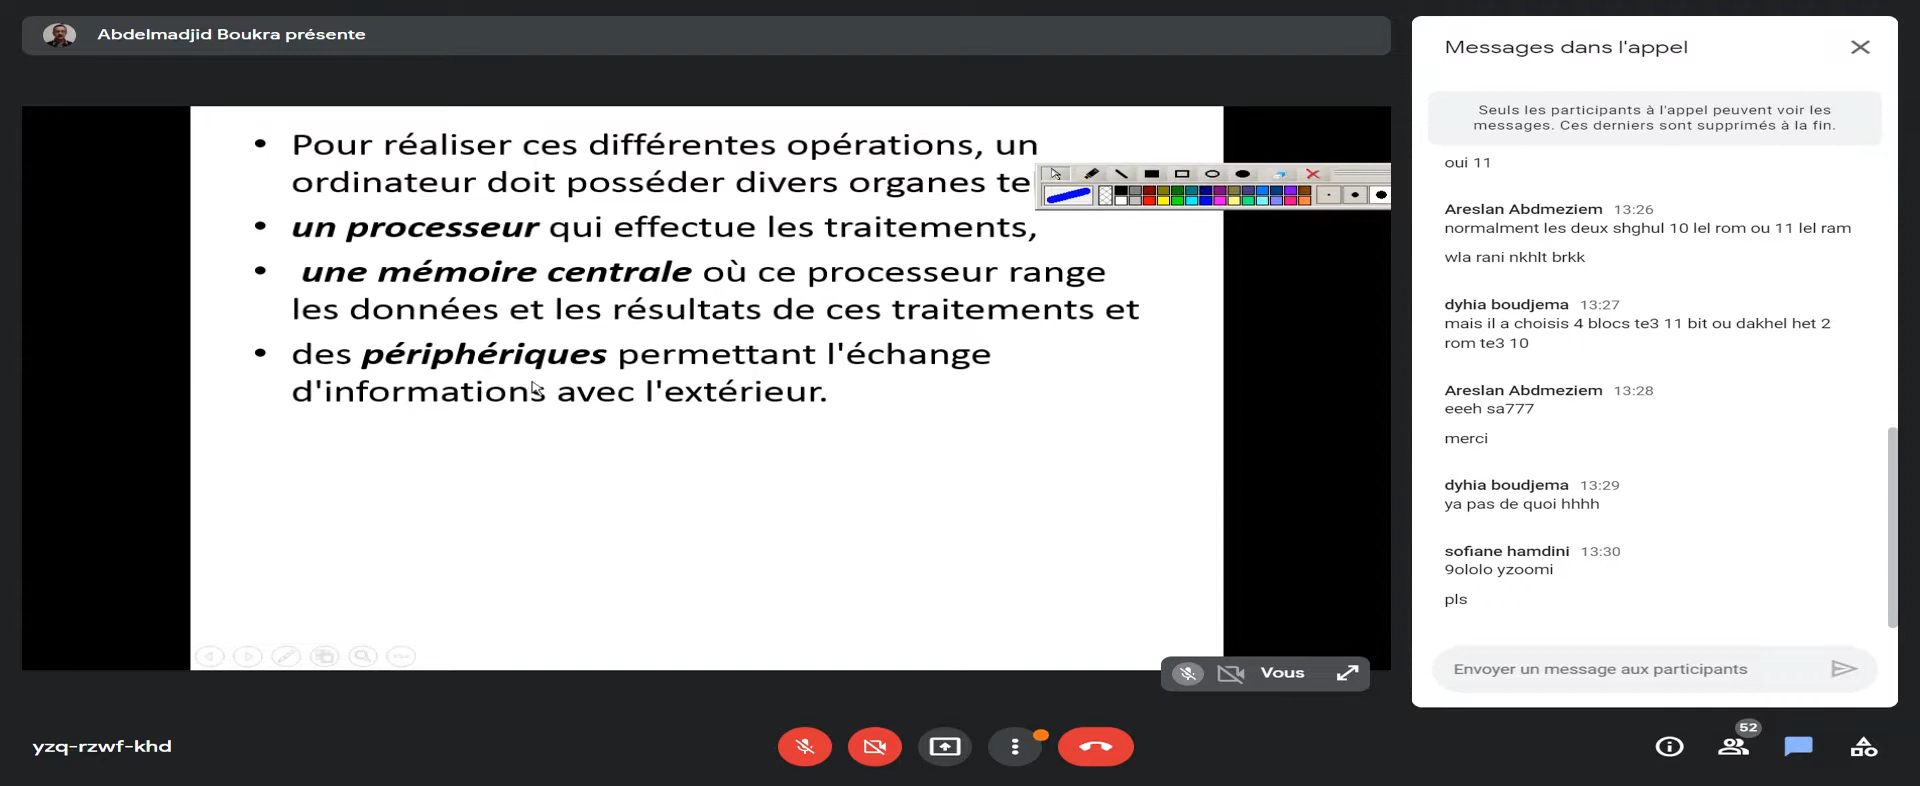 Abdelmadjid Boukra présente
• Pour réaliser ces différentes opérations, un
ordinateur doit posséder divers organes te
• un processeur qui effectue les traitements,
• une mémoire centrale où ce processeur range
les données et les résultats de ces traitements et
• des périphériques permettant l'échange
d'informations avec l'extérieur.
Vous
yzq-rzwf-khd
Messages dans l'appel
Seuls les participants à l'appel peuvent voir les
messages. Ces derniers sont supprimés à la fin.
oui 11
Areslan Abdmeziem 13:26
normalment les deux shghul 10 lel rom ou 11 lel ram
wla rani nkhlt brkk
dyhia boudjema 13:27
mais il a choisis 4 blocs te3 11 bit ou dakhel het 2
rom te3 10
Areslan Abdmeziem 13:28
eeeh sa777
merci
dyhia boudjema 13:29
ya pas de quoi hhhh
sofiane hamdini 13:30
9ololo yzoomi
pls
Envoyer un message aux participants
52